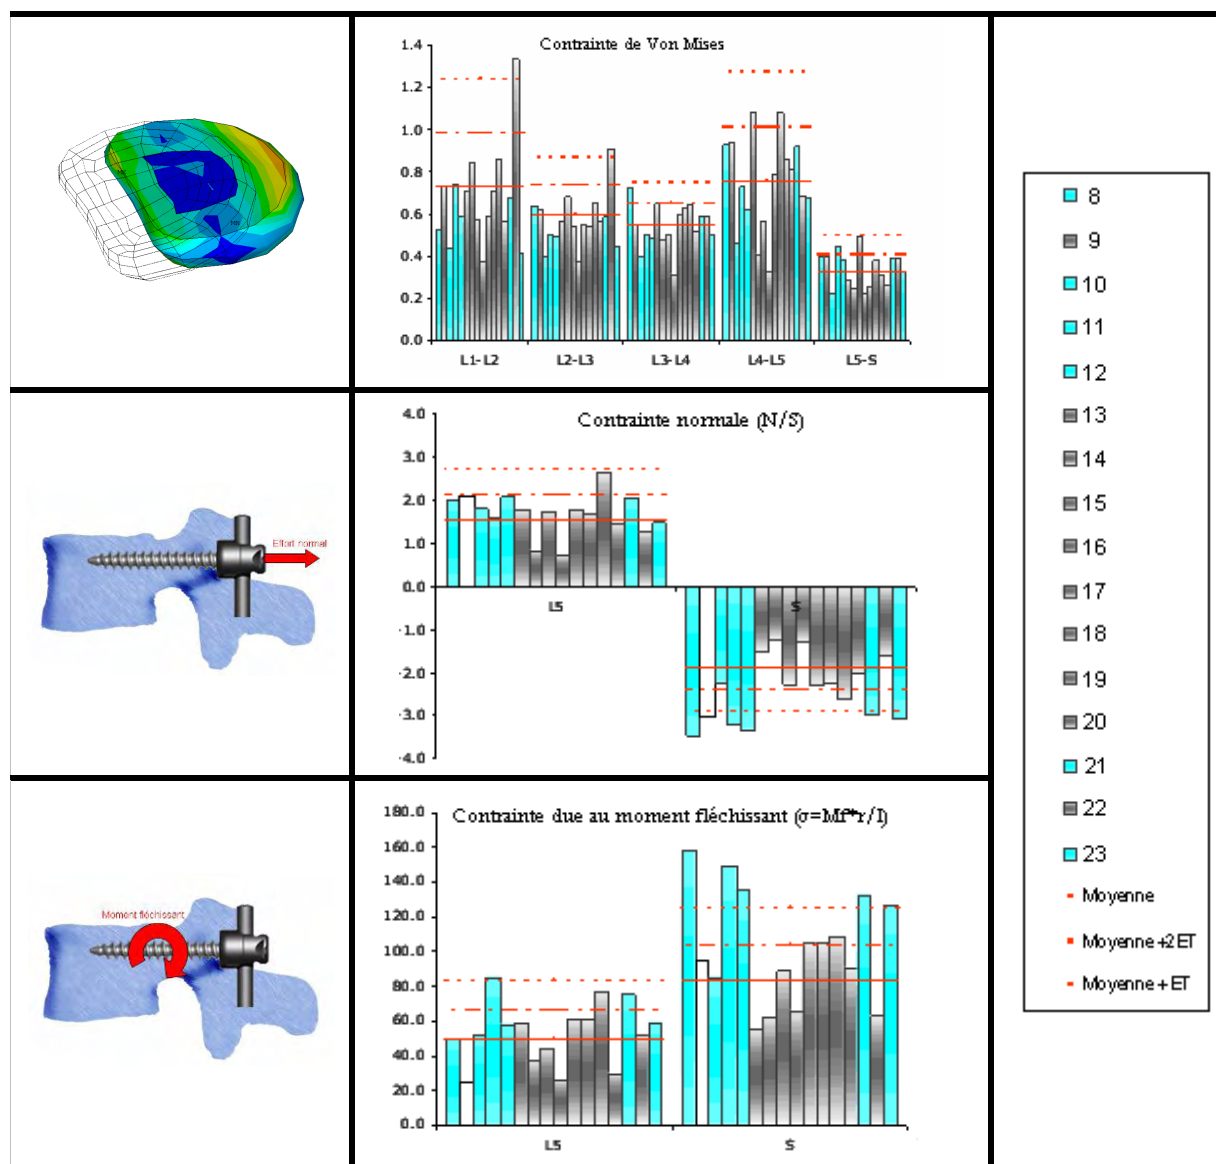 Contrainte de Von Mises
1.4
1.2
1.0
0.8
0.6
0.4
0.2
0.0
L1-L2
L2-L3
L3-L4
L4-L5
L5-S
Effort normal
Contrainte normale (N/S)
4.0
3.0
2.0
1.0
0.0
-1.0
-2.0
-3.0
-4.0
L5
S
Moment fléchissant
Contrainte due au moment fléchissant (σ=Mf*r/I)
180.0
160.0
140.0
120.0
100.0
80.0
60.0
40.0
20.0
0.0
L5
S
8
9
10
11
12
13
14
15
16
17
18
19
20
21
22
23
Moyenne
Moyenne +2ET
Moyenne + ET